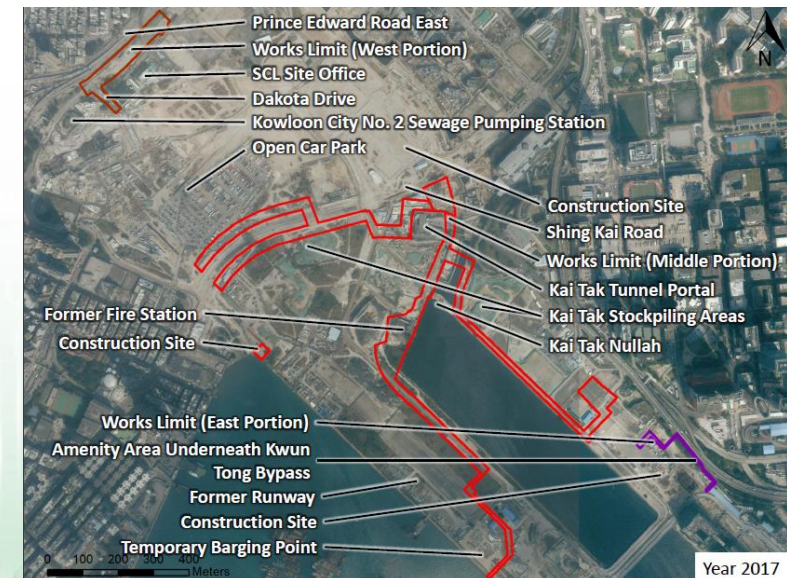 Prince Edward Road East
Works Limit (West Portion)
SCL Site Office
Dakota Drive
Kowloon City No. 2 Sewage Pumping Station
Open Car Park
N
Construction Site
Shing Kai Road
Works Limit (Middle Portion)
Kai Tak Tunnel Portal
Kai Tak Stockpiling Areas
Kai Tak Nullah
Former Fire Station
Construction Site
Works Limit (East Portion)
Amenity Area Underneath Kwun
Tong Bypass
Former Runway
Construction Site
Temporary Barging Point
0 100 200 300 400
Meters
Year 2017